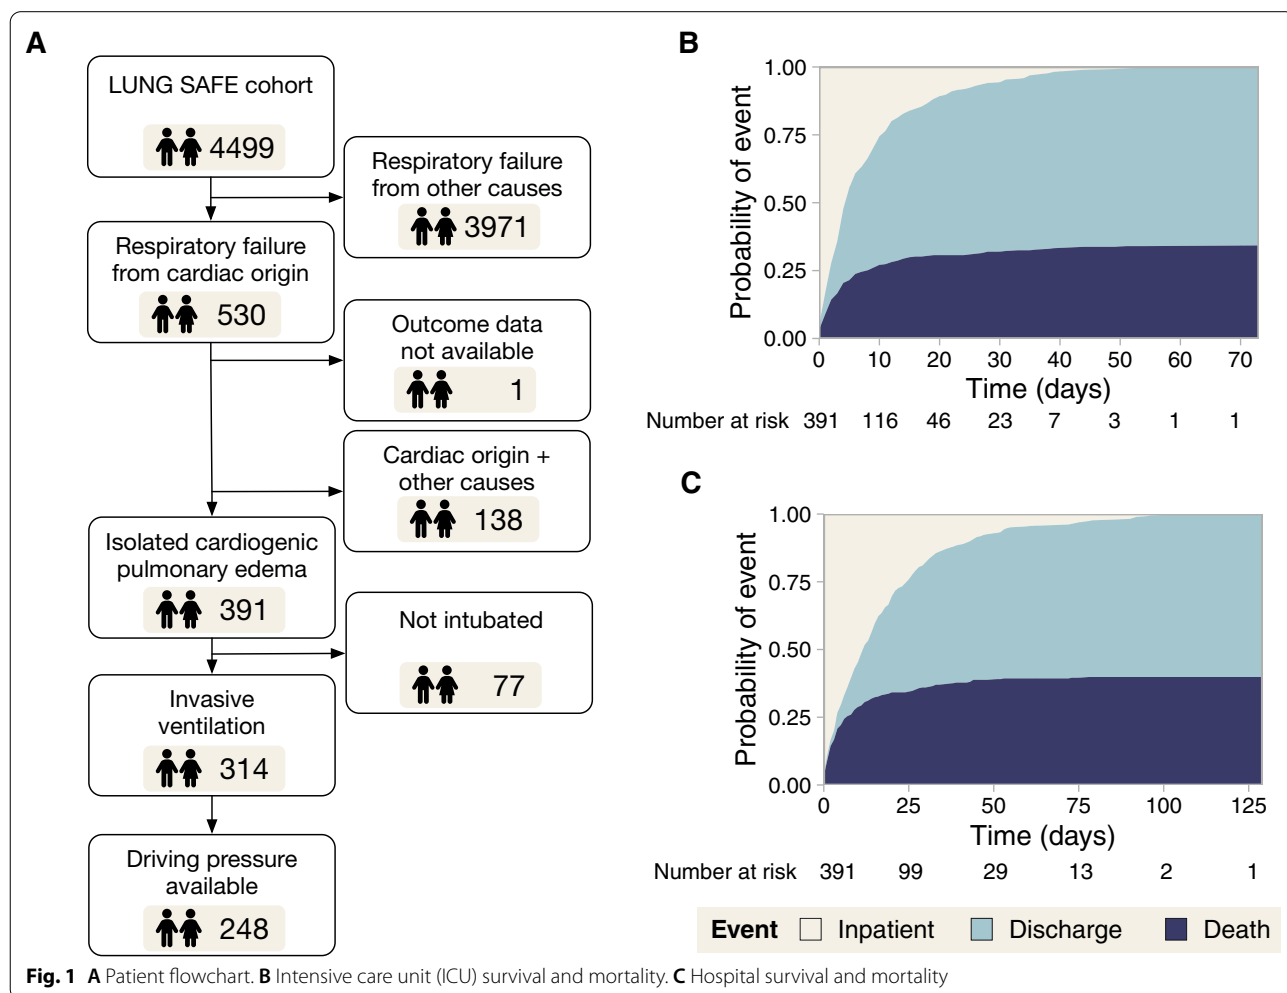 A
LUNG SAFE cohort
4499
Respiratory failure
from other causes
3971
Respiratory failure
from cardiac origin
530
Outcome data
not available
1
Cardiac origin +
other causes
138
Isolated cardiogenic
pulmonary edema
391
Not intubated
77
Invasive
ventilation
314
Driving pressure
available
248
B
Probability of event
1.00
0.75
0.50
0.25
0.00
0 10 20 30 40 50 60 70
Time (days)
Number at risk 391 116 46 23 7 3 1 1
C
Probability of event
1.00
0.75
0.50
0.25
0.00
0 25 50 75 100 125
Time (days)
Number at risk 391 99 29 13 2 1
Event Inpatient Discharge Death
Fig. 1 A Patient flowchart. B Intensive care unit (ICU) survival and mortality. C Hospital survival and mortality